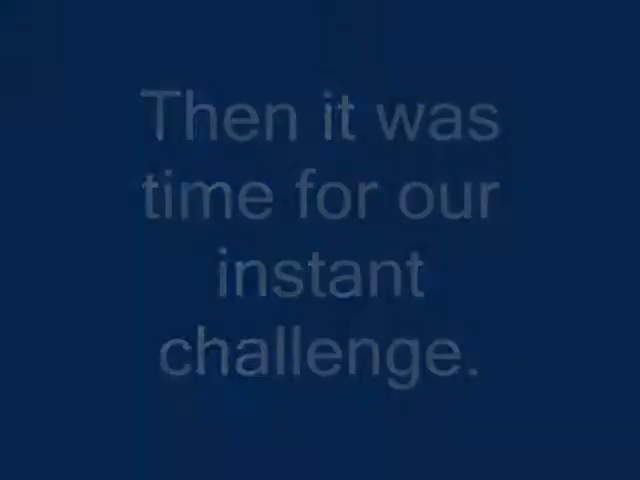 Then it was
time for our
instant
challenge.